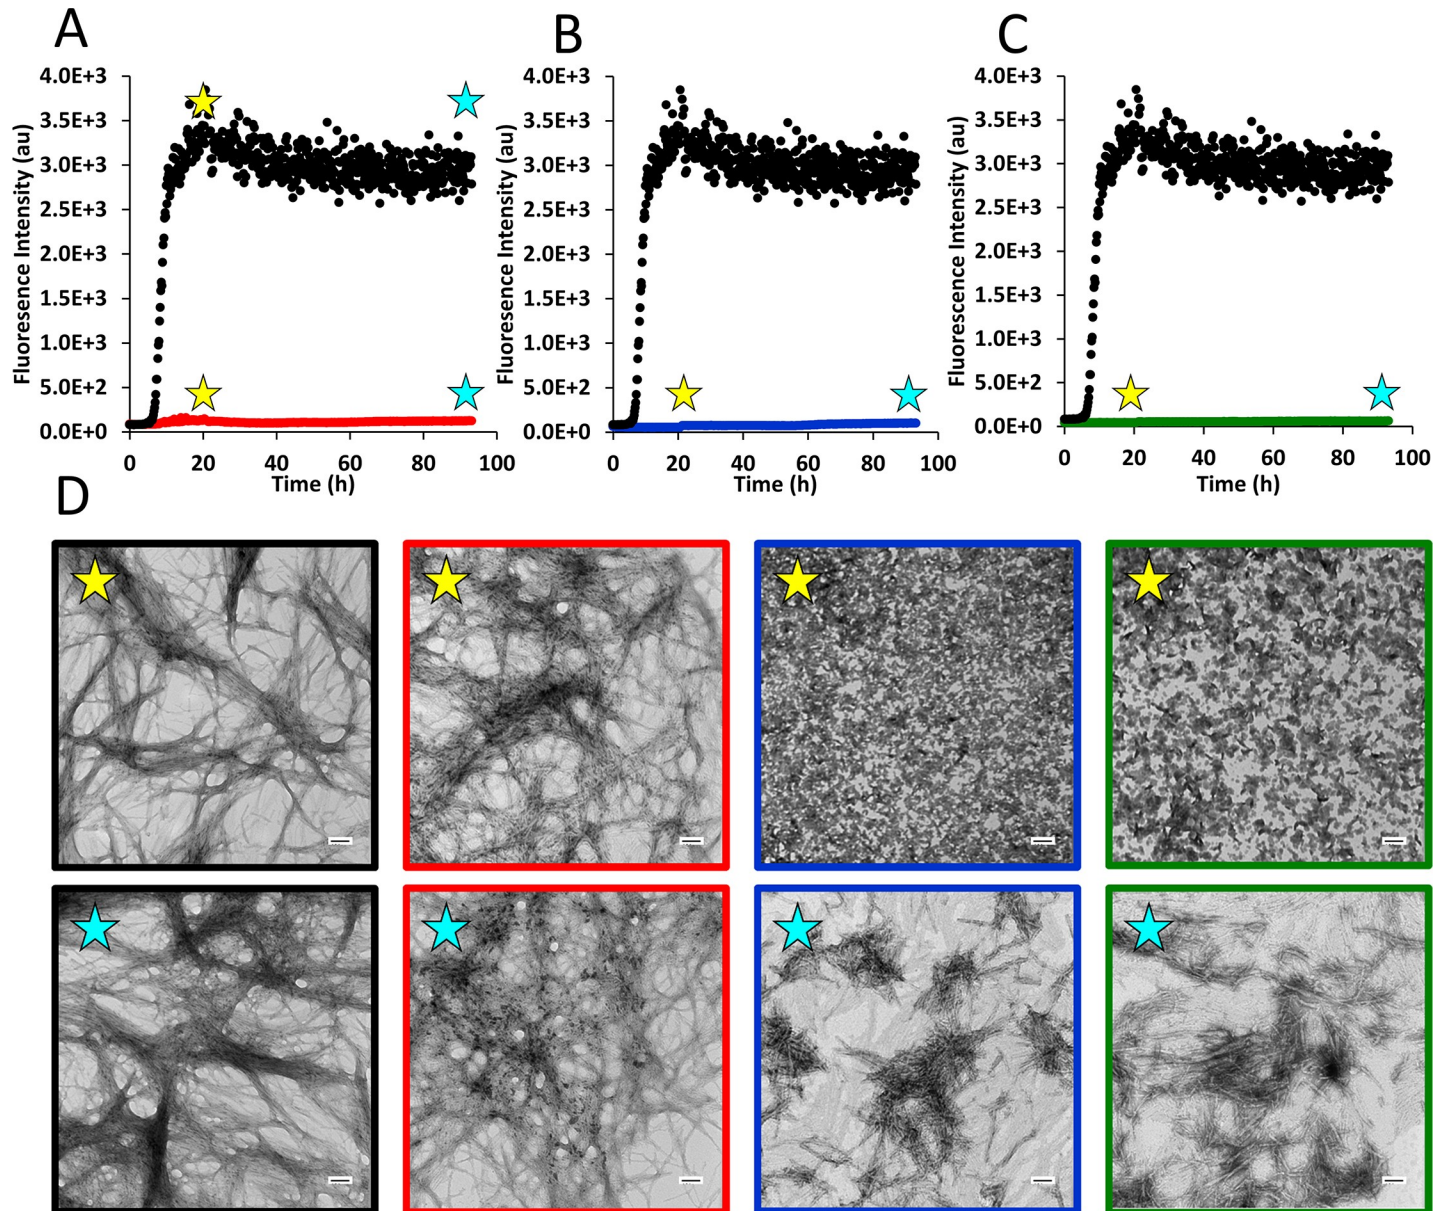 A
B
C
4.0E+3
3.5E+3
3.0E+3
2.5E+3
2.0E+3
1.5E+3
1.0E+3
5.0E+2
0.0E+0
Fluoresence Intensity (au)
0 20 40 60 80 100
Time (h)
4.0E+3
3.5E+3
3.0E+3
2.5E+3
2.0E+3
1.5E+3
1.0E+3
5.0E+2
0.0E+0
Fluoresence Intensity (au)
0 20 40 60 80 100
Time (h)
4.0E+3
3.5E+3
3.0E+3
2.5E+3
2.0E+3
1.5E+3
1.0E+3
5.0E+2
0.0E+0
Fluorescence Intensity (au)
0 20 40 60 80 100
Time (h)
D